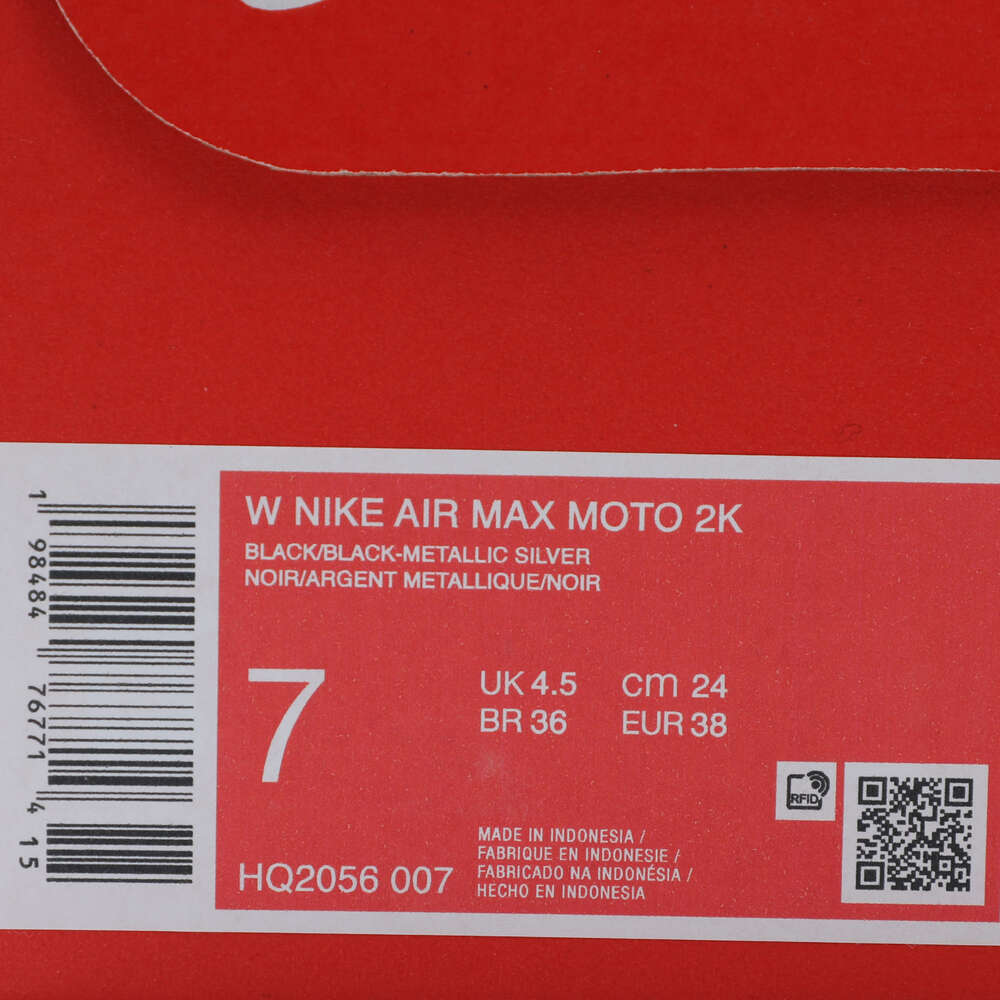 W NIKE AIR MAX MOTO 2K
BLACK/BLACK-METALLIC SILVER
NOIR/ARGENT METALLIQUE/NOIR
7
UK 4.5 cm 24
BR 36 EUR 38
RFID
HQ2056 007
MADE IN INDONESIA /
FABRIQUE EN INDONESIE /
FABRICADO NA INDONÉSIA /
HECHO EN INDONESIA
1 98484 76771 4 15